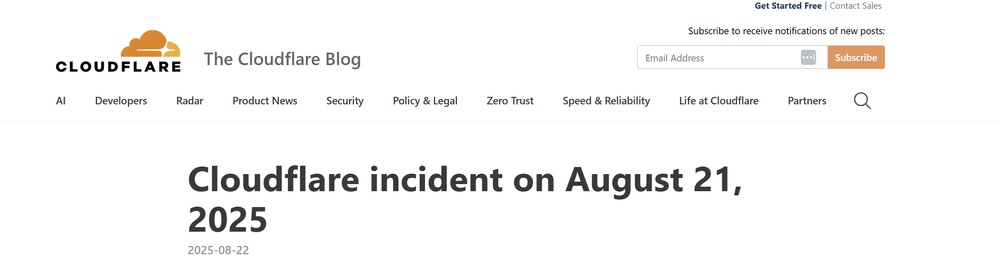 Get Started Free | Contact Sales
Subscribe to receive notifications of new posts:
CLOUDFLARE
The Cloudflare Blog
Email Address
Subscribe
AI Developers Radar Product News Security Policy & Legal Zero Trust Speed & Reliability Life at Cloudflare Partners
Cloudflare incident on August 21,
2025
2025-08-22